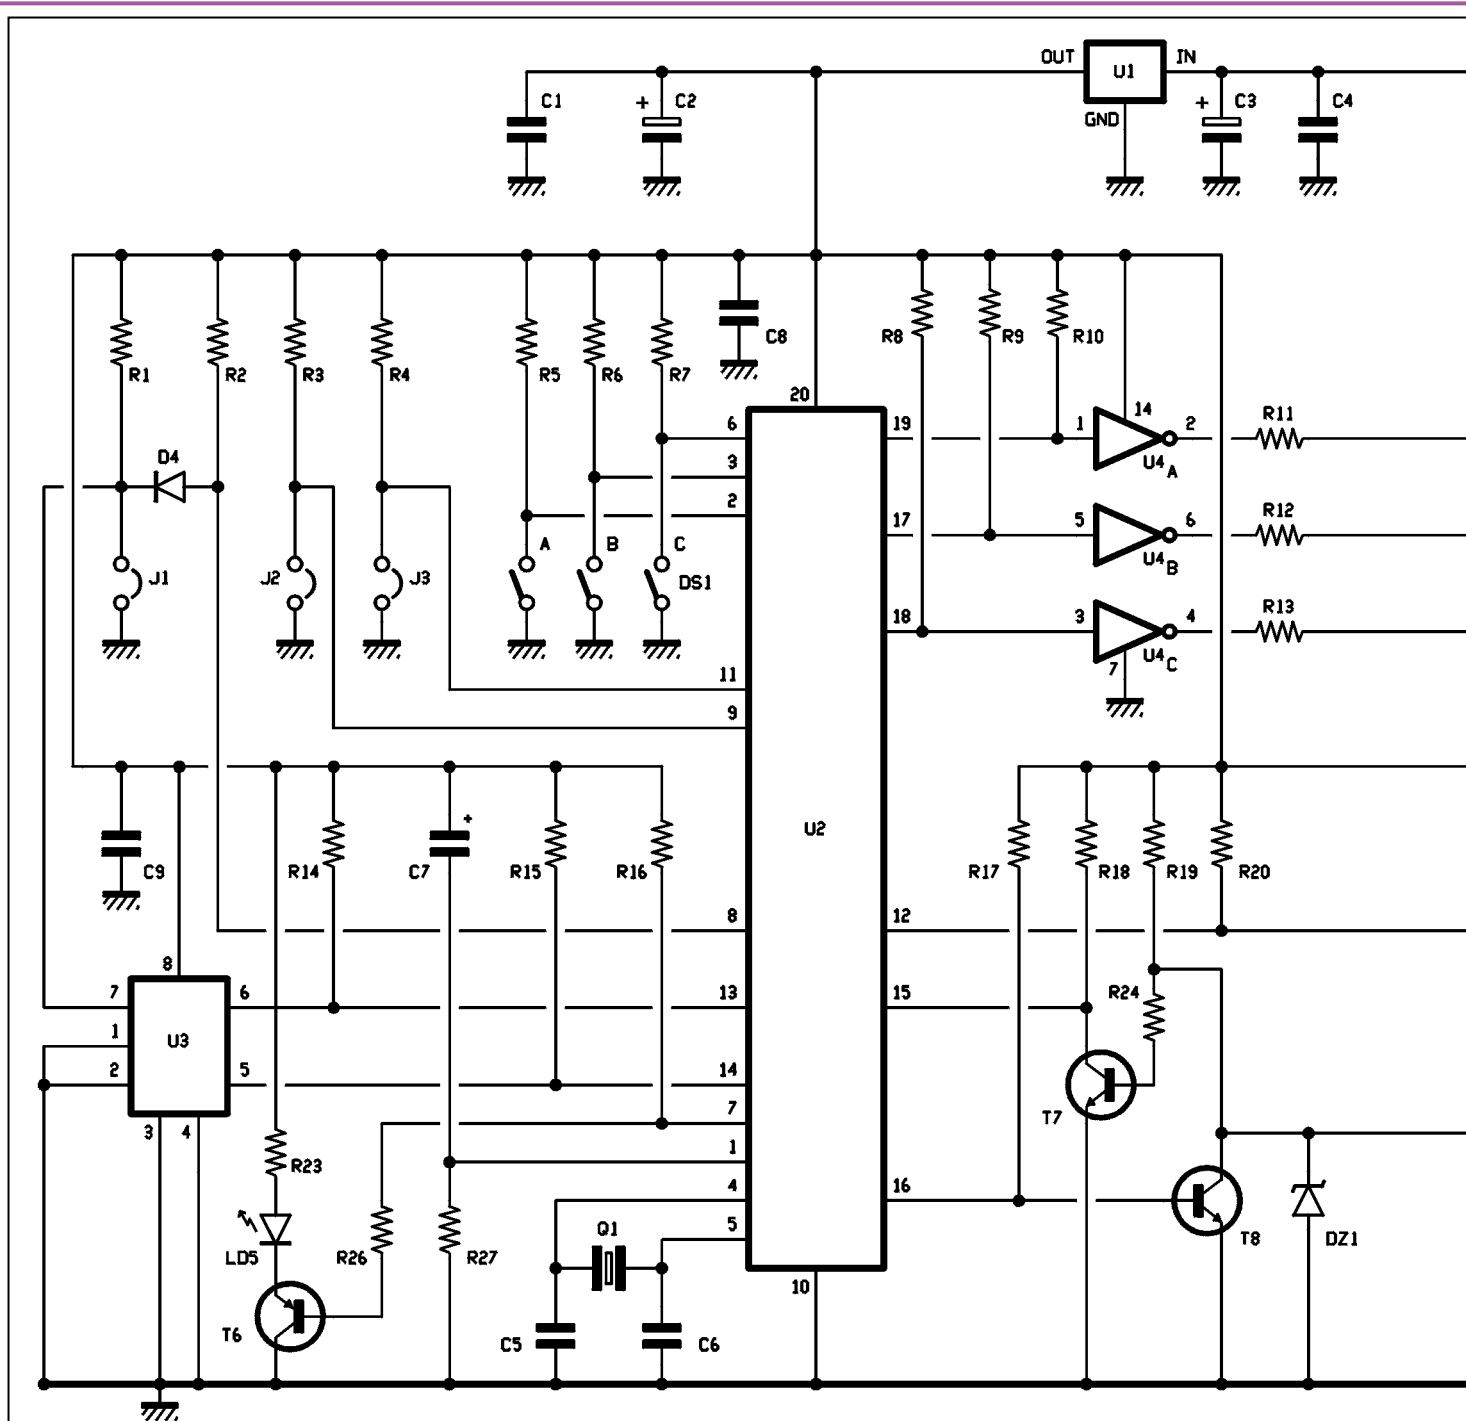 OUT U1 IN
C1 + C2 + C3 C4
GND
R1 R2 R3 R4 R5 R6 R7 C8 R8 R9 R10
20
6 19 1 14 2 R11
D4 3 U4A
2 17 5 6 R12
A B C U4B
J1 J2 J3 DS1
18 3 4 R13
U4C
11 7
9
U2
+
C9 R14 C7 R15 R16 R17 R18 R19 R20
8 12
8
7 6 13 15 R24
1 U3
2 5 14
3 4 7 T7
R23 1
4 16
Q1 5
LD5 R26 R27 T8 DZ1
10
T6 C5 C6